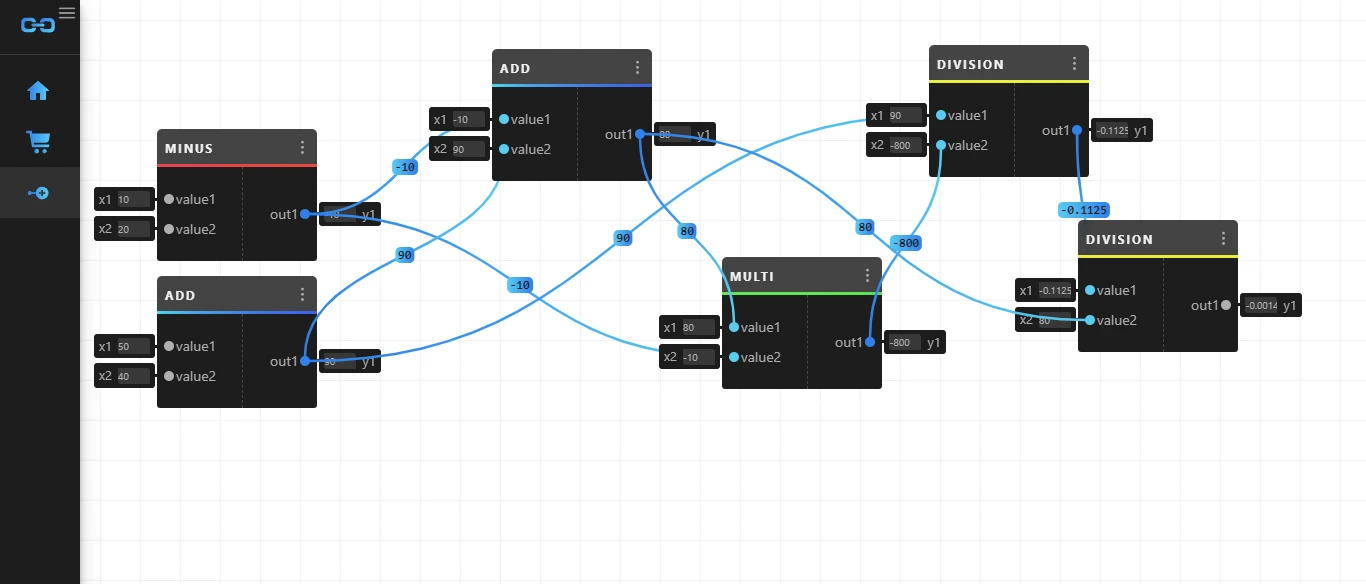 MINUS
x1 10
value1
x2 20
value2
out1
-10 y1
ADD
x1 50
value1
x2 40
value2
out1
90 y1
-10
90
-10
ADD
x1 -10
value1
x2 90
value2
out1
80 y1
90
80
MULTI
x1 80
value1
x2 -10
value2
out1
-800 y1
80
-800
DIVISION
x1 90
value1
x2 -800
value2
out1
-0.1125 y1
-0.1125
DIVISION
x1 -0.1125
value1
x2 80
value2
out1
-0.0014 y1